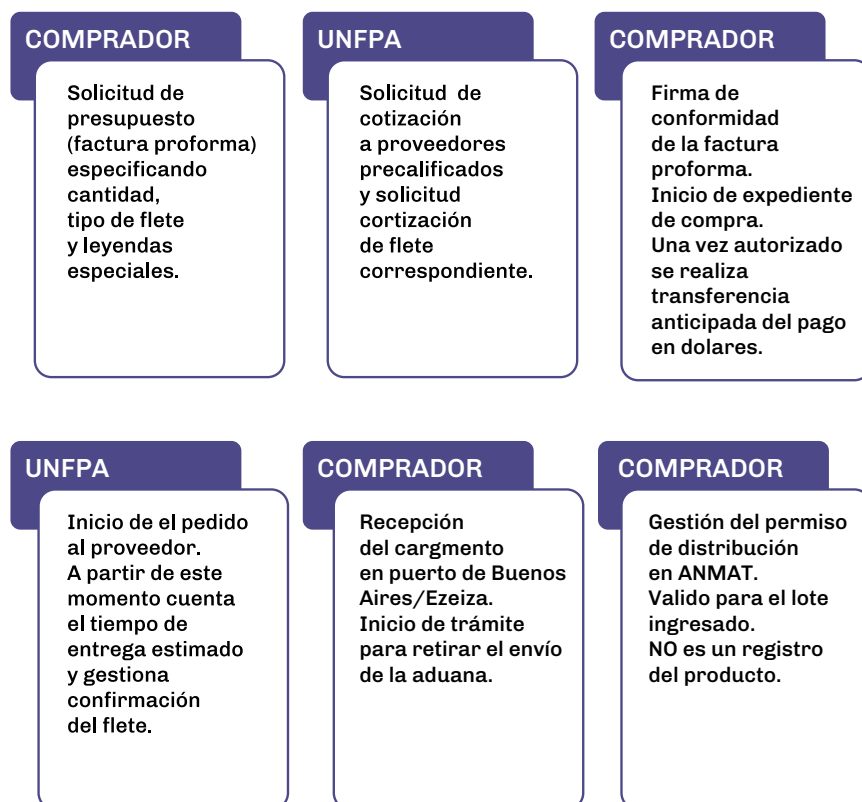 COMPRADOR
Solicitud de
presupuesto
(factura proforma)
especificando
cantidad,
tipo de flete
y leyendas
especiales.
UNFPA
Solicitud de
cotización
a proveedores
precalificados
y solicitud
cortización
de flete
correspondiente.
COMPRADOR
Firma de
conformidad
de la factura
proforma.
Inicio de expediente
de compra.
Una vez autorizado
se realiza
transferencia
anticipada del pago
en dolares.
UNFPA
Inicio de el pedido
al proveedor.
A partir de este
momento cuenta
el tiempo de
entrega estimado
y gestiona
confirmación
del flete.
COMPRADOR
Recepción
del cargmento
en puerto de Buenos
Aires/Ezeiza.
Inicio de trámite
para retirar el envío
de la aduana.
COMPRADOR
Gestión del permiso
de distribución
en ANMAT.
Valido para el lote
ingresado.
NO es un registro
del producto.